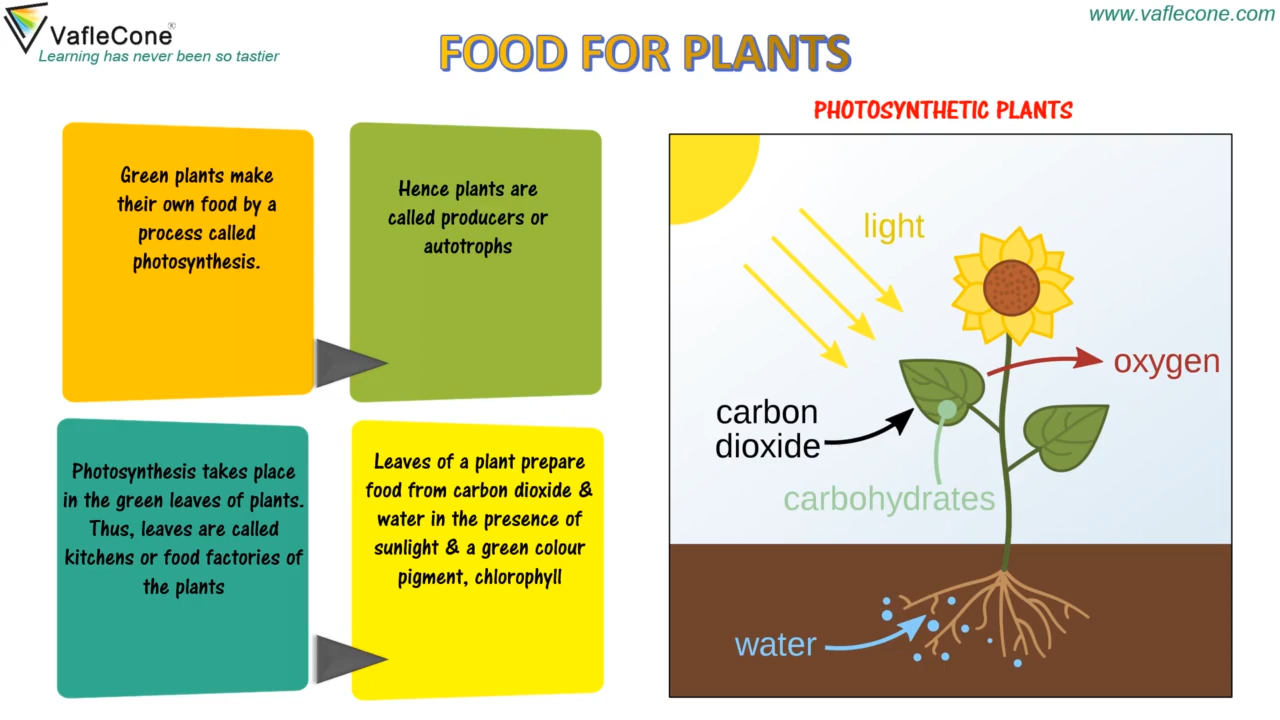 VafleCone®
Learning has never been so tastier
www.vaflecone.com
FOOD FOR PLANTS
Green plants make
their own food by a
process called
photosynthesis.
Hence plants are
called producers or
autotrophs
Photosynthesis takes place
in the green leaves of plants.
Thus, leaves are called
kitchens or food factories of
the plants
Leaves of a plant prepare
food from carbon dioxide &
water in the presence of
sunlight & a green colour
pigment, chlorophyll
PHOTOSYNTHETIC PLANTS
light
oxygen
carbon
dioxide
carbohydrates
water